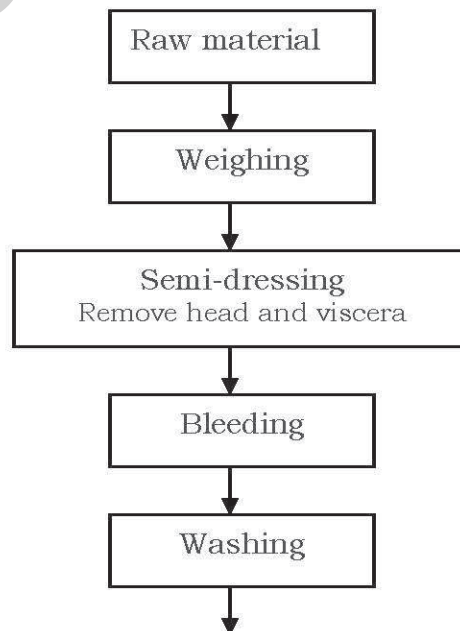 Raw material
Weighing
Semi-dressing
Remove head and viscera
Bleeding
Washing